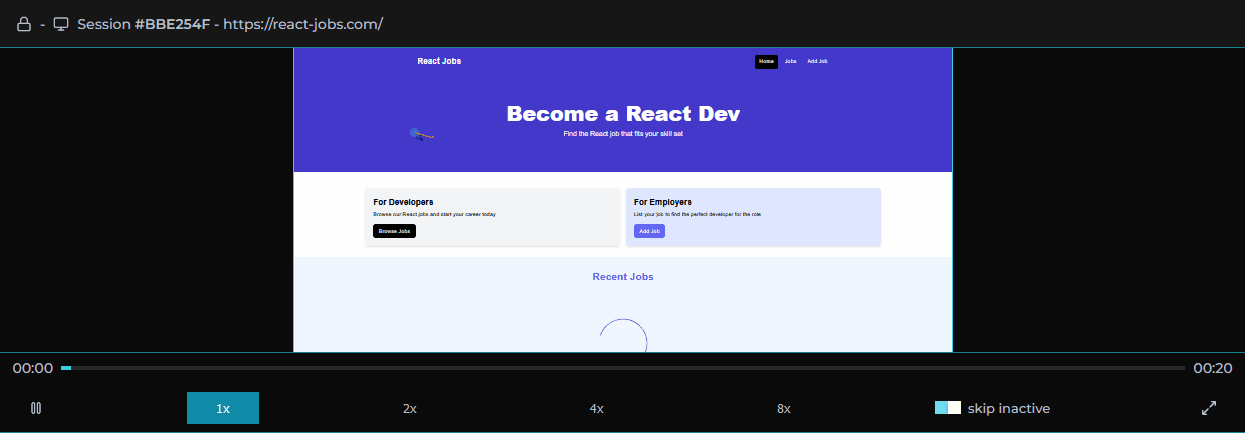 - Session #BBE254F - https://react-jobs.com/
React Jobs
Home Jobs Add Job
Become a React Dev
Find the React job that fits your skill set
For Developers
Browse our React jobs and start your career today
Browse Jobs
For Employers
List your job to find the perfect developer for the role
Add Job
Recent Jobs
00:00 00:20
1x 2x 4x 8x skip inactive